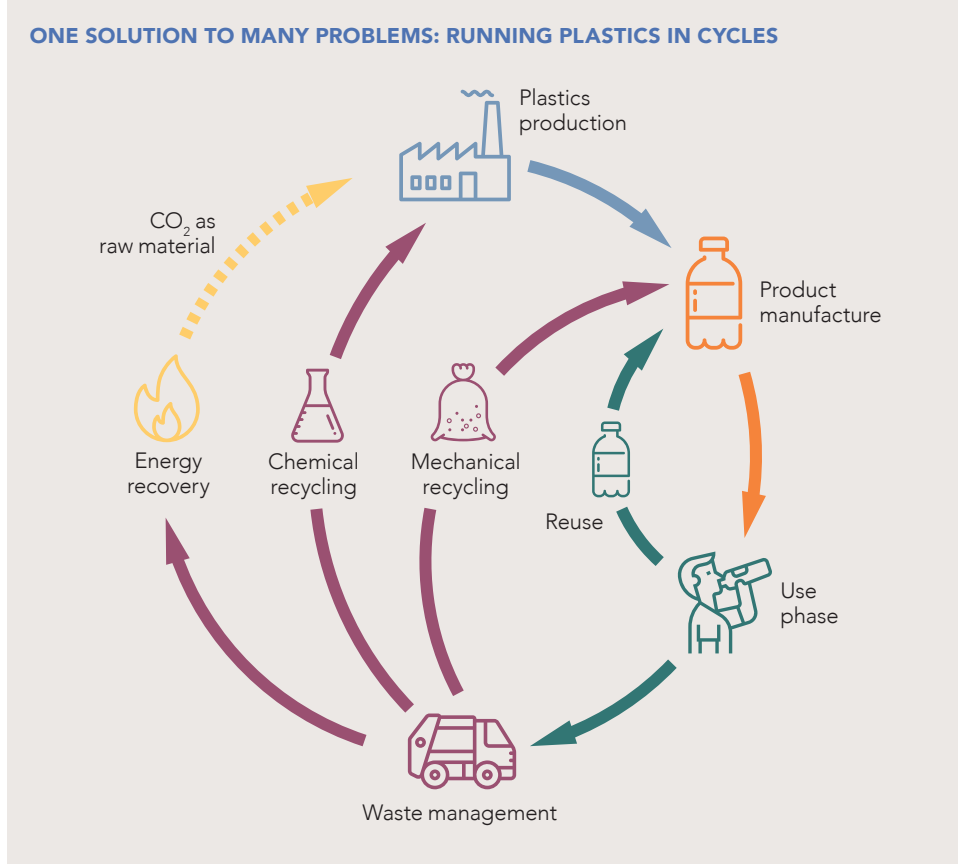 ONE SOLUTION TO MANY PROBLEMS: RUNNING PLASTICS IN CYCLES
Plastics
production
CO₂ as
raw material
Product
manufacture
Energy
recovery
Chemical
recycling
Mechanical
recycling
Reuse
Use
phase
Waste management